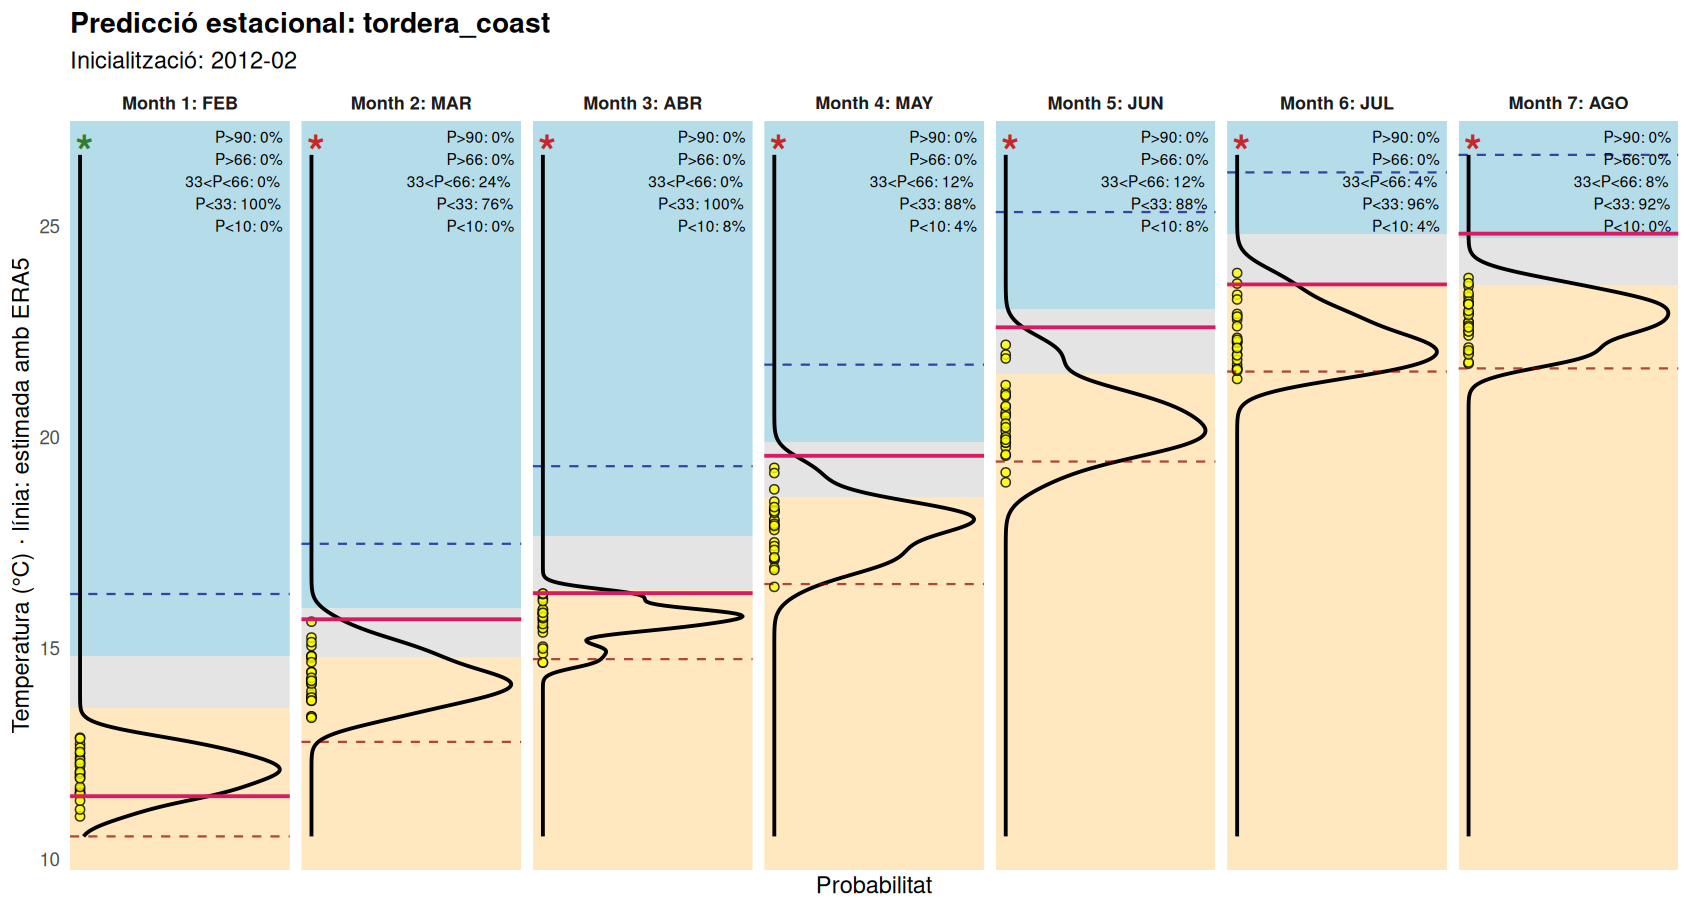 Predicció estacional: tordera_coast
Inicialització: 2012-02
Month 1: FEB
P>90: 0%
P>66: 0%
33<P<66: 0%
P<33: 100%
P<10: 0%
Month 2: MAR
P>90: 0%
P>66: 0%
33<P<66: 24%
P<33: 76%
P<10: 0%
Month 3: ABR
P>90: 0%
P>66: 0%
33<P<66: 0%
P<33: 100%
P<10: 8%
Month 4: MAY
P>90: 0%
P>66: 0%
33<P<66: 12%
P<33: 88%
P<10: 4%
Month 5: JUN
P>90: 0%
P>66: 0%
33<P<66: 12%
P<33: 88%
P<10: 8%
Month 6: JUL
P>90: 0%
P>66: 0%
33<P<66: 4%
P<33: 96%
P<10: 4%
Month 7: AGO
P>90: 0%
P>66: 0%
33<P<66: 8%
P<33: 92%
P<10: 0%
Temperatura (°C) · línia: estimada amb ERA5
25
20
15
10
Probabilitat